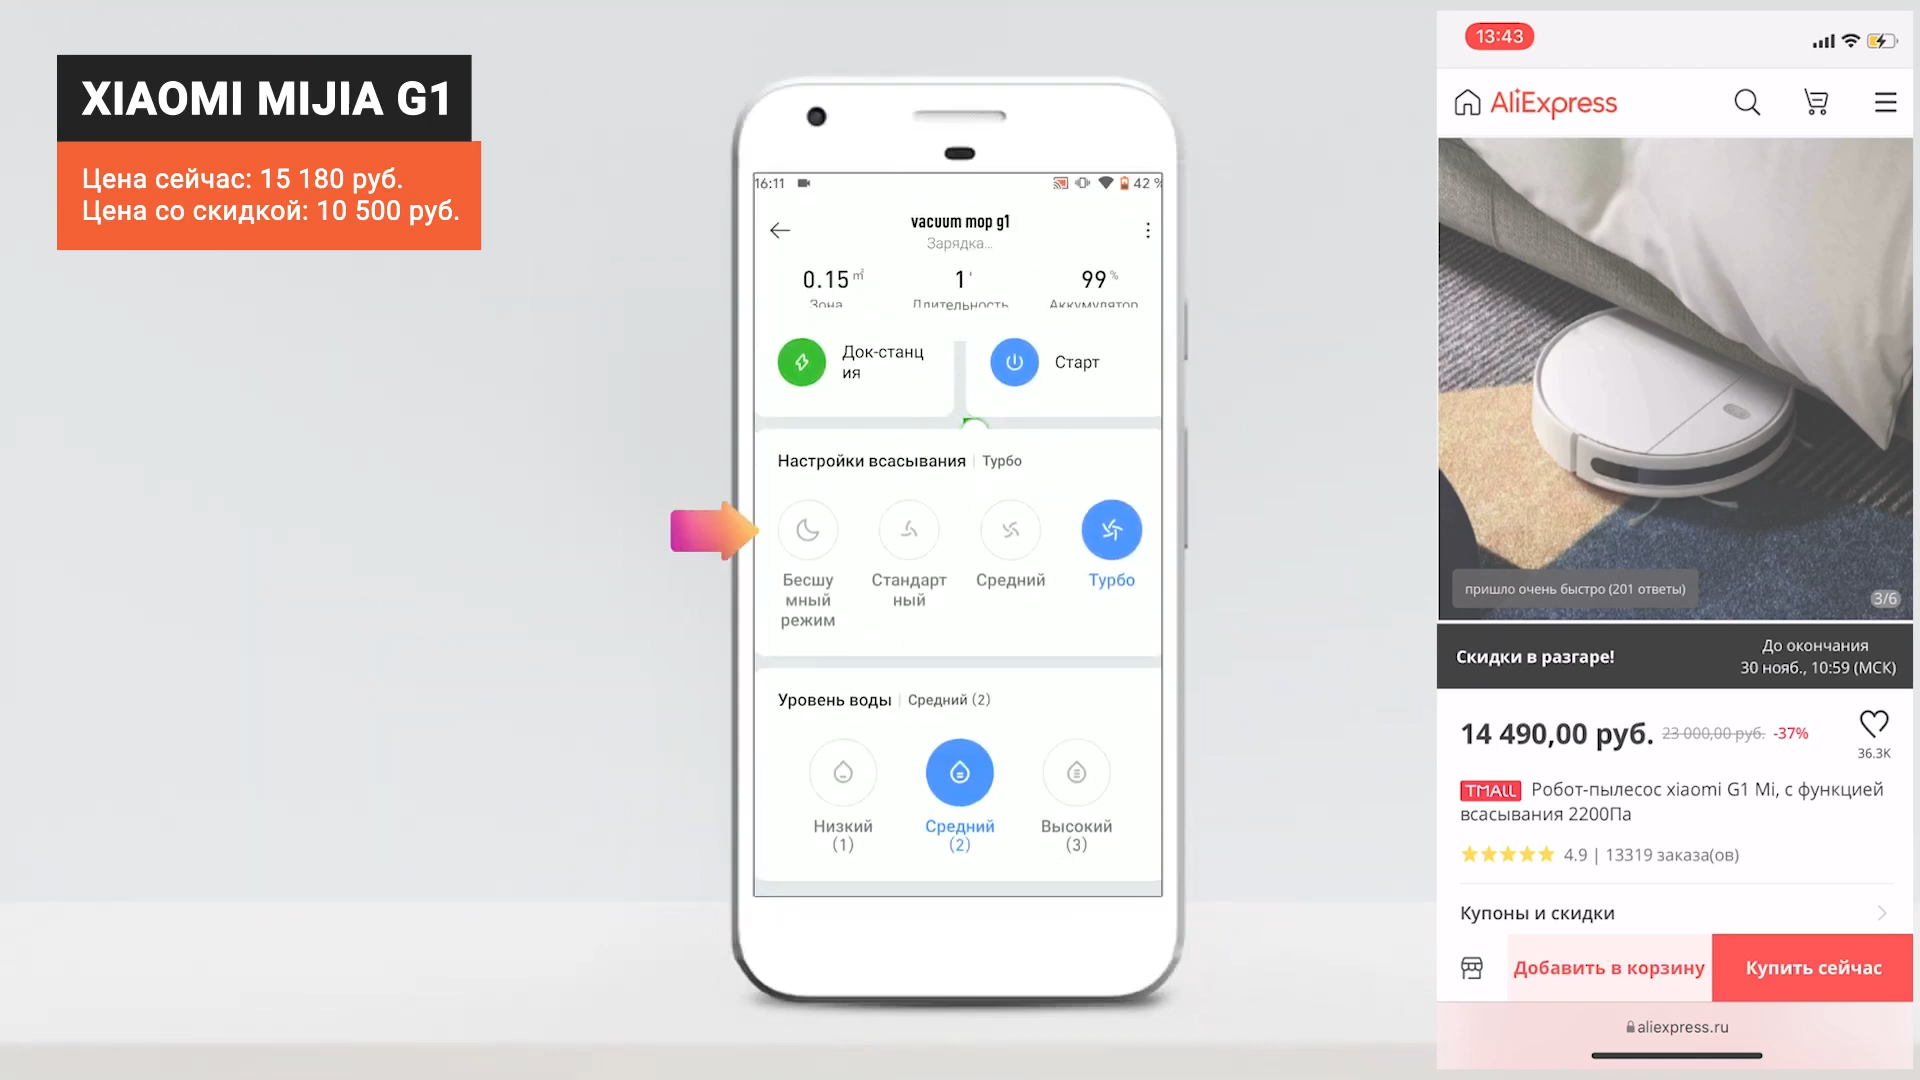 XIAOMI MIJIA G1
Цена сейчас: 15 180 руб.
Цена со скидкой: 10 500 руб.
16:11
42 %
vacuum mop g1
Зарядка...
0.15 ㎡
1 '
99 %
Зона
Длительность
Аккумулятор
Док-станц
ия
Старт
Настройки всасывания | Турбо
Бесшу
мный
режим
Стандарт
ный
Средний
Турбо
Уровень воды | Средний (2)
Низкий
(1)
Средний
(2)
Высокий
(3)
13:43
AliExpress
пришло очень быстро (201 ответы)
3/6
Скидки в разгаре!
До окончания
30 нояб., 10:59 (МСК)
14 490,00 руб. 23 000,00 руб. -37%
36.3K
TMALL Робот-пылесос xiaomi G1 Mi, с функцией
всасывания 2200Па
4.9 | 13319 заказа(ов)
Купоны и скидки
Добавить в корзину
Купить сейчас
aliexpress.ru